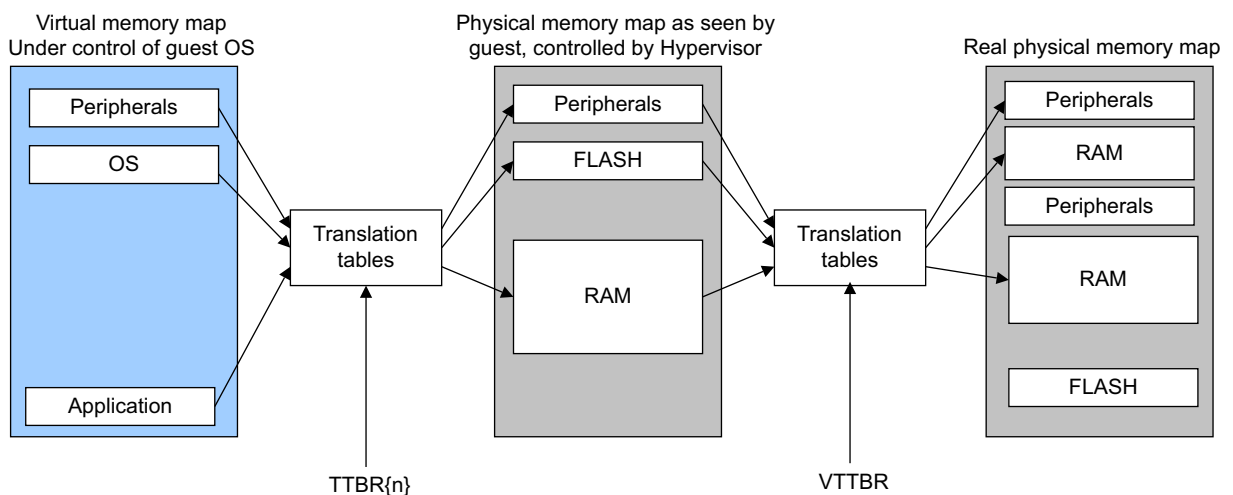 Virtual memory map
Under control of guest OS
Peripherals
OS
Application
Translation
tables
TTBR{n}
Physical memory map as seen by
guest, controlled by Hypervisor
Peripherals
FLASH
RAM
Translation
tables
VTTBR
Real physical memory map
Peripherals
RAM
Peripherals
RAM
FLASH